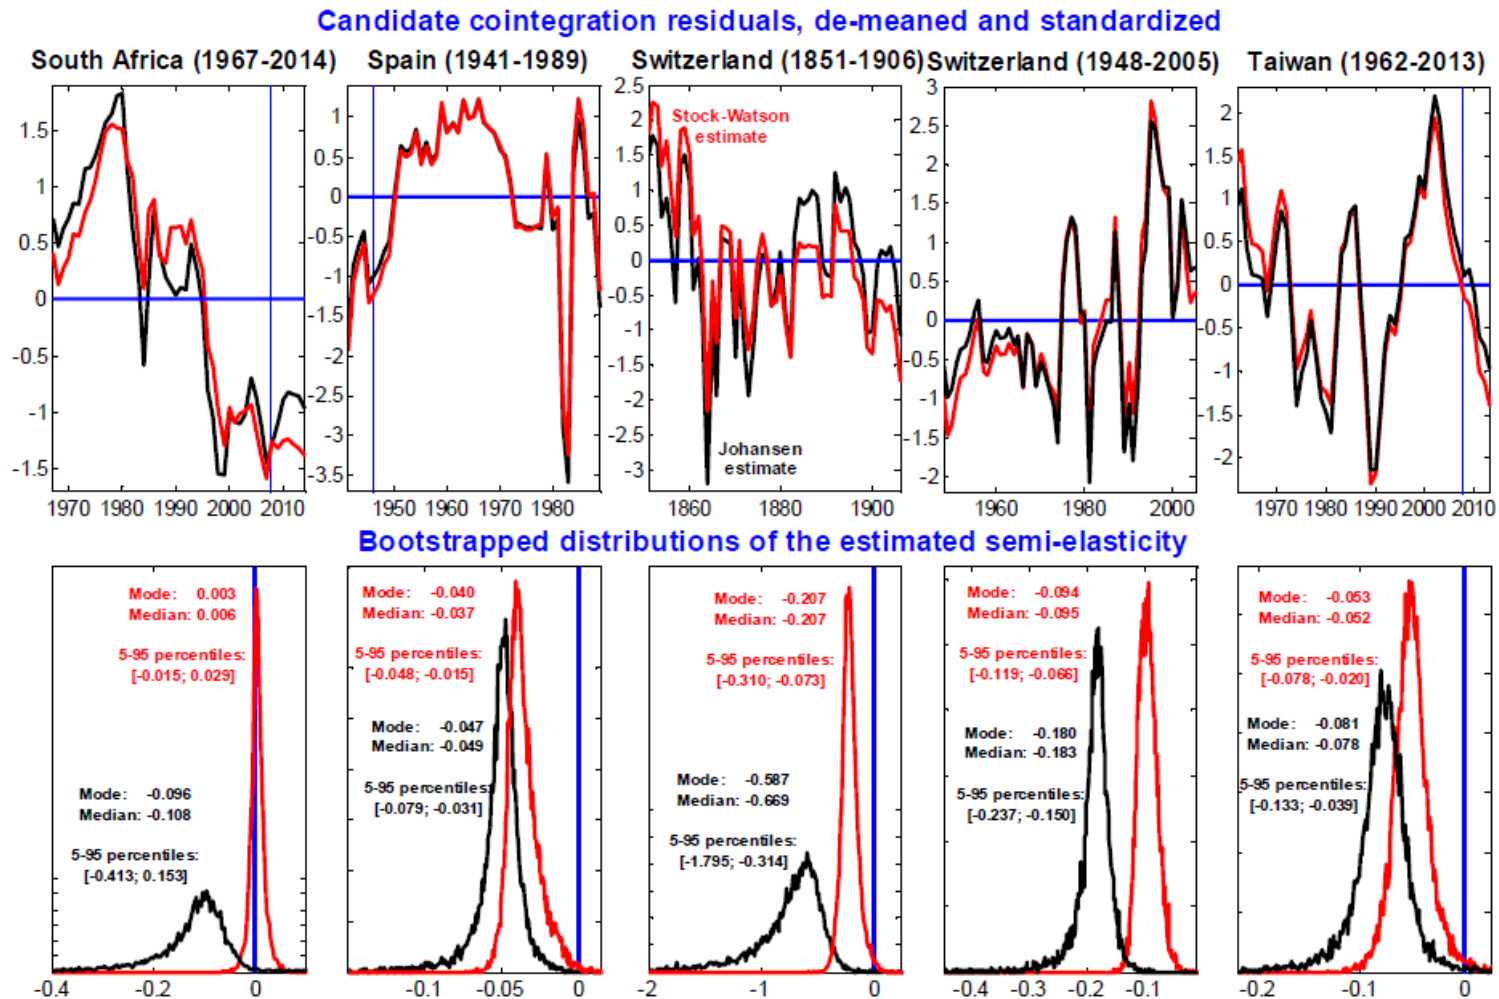 Candidate cointegration residuals, de-meaned and standardized
South Africa (1967-2014) Spain (1941-1989) Switzerland (1851-1906) Switzerland (1948-2005) Taiwan (1962-2013)
1.5
1
0.5
0
-0.5
-1
-1.5
1970 1980 1990 2000 2010
1
0.5
0
-0.5
-1
-1.5
-2
-2.5
-3
-3.5
1950 1960 1970 1980
2.5
2
1.5
1
0.5
0
-0.5
-1
-1.5
-2
-2.5
-3
Stock-Watson
estimate
Johansen
estimate
1860 1880 1900
3
2.5
2
1.5
1
0.5
0
-0.5
-1
-1.5
-2
1960 1980 2000
2
1.5
1
0.5
0
-0.5
-1
-1.5
-2
1970 1980 1990 2000 2010
Bootstrapped distributions of the estimated semi-elasticity
Mode: 0.003
Median: 0.006
5-95 percentiles:
[-0.015; 0.029]
Mode: -0.096
Median: -0.108
5-95 percentiles:
[-0.413; 0.153]
-0.4 -0.2 0
Mode: -0.040
Median: -0.037
5-95 percentiles:
[-0.048; -0.015]
Mode: -0.047
Median: -0.049
5-95 percentiles:
[-0.079; -0.031]
-0.1 -0.05 0
Mode: -0.207
Median: -0.207
5-95 percentiles:
[-0.310; -0.073]
Mode: -0.587
Median: -0.669
5-95 percentiles:
[-1.795; -0.314]
-2 -1 0
Mode: -0.094
Median: -0.095
5-95 percentiles:
[-0.119; -0.066]
Mode: -0.180
Median: -0.183
5-95 percentiles:
[-0.237; -0.150]
-0.4 -0.3 -0.2 -0.1
Mode: -0.053
Median: -0.052
5-95 percentiles:
[-0.078; -0.020]
Mode: -0.081
Median: -0.078
5-95 percentiles:
[-0.133; -0.039]
-0.2 -0.1 0